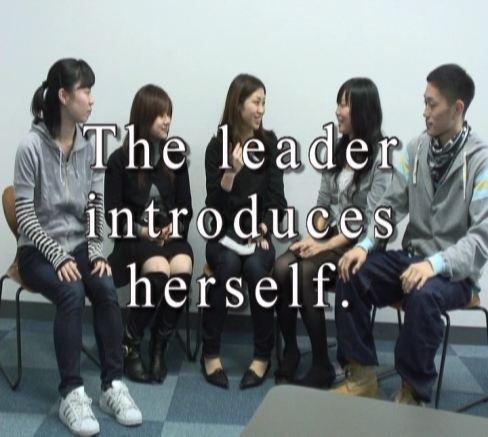 The leader
introduces
herself.